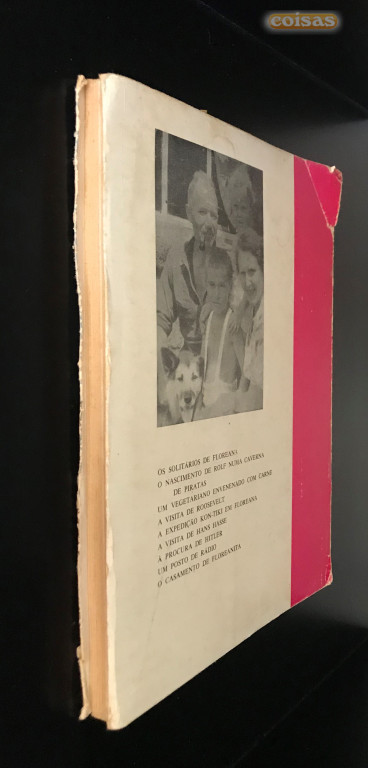 coisas
OS SOLITÁRIOS DE FLOREANA
O NASCIMENTO DE ROLF NUMA CAVERNA
DE PIRATAS
UM VEGETARIANO ENVENENADO COM CARNE
A VISITA DE ROOSEVELT
A EXPEDIÇÃO KON-TIKI EM FLOREANA
A VISITA DE HANS HASSE
À PROCURA DE HITLER
UM POSTO DE RÁDIO
O CASAMENTO DE FLOREANITA